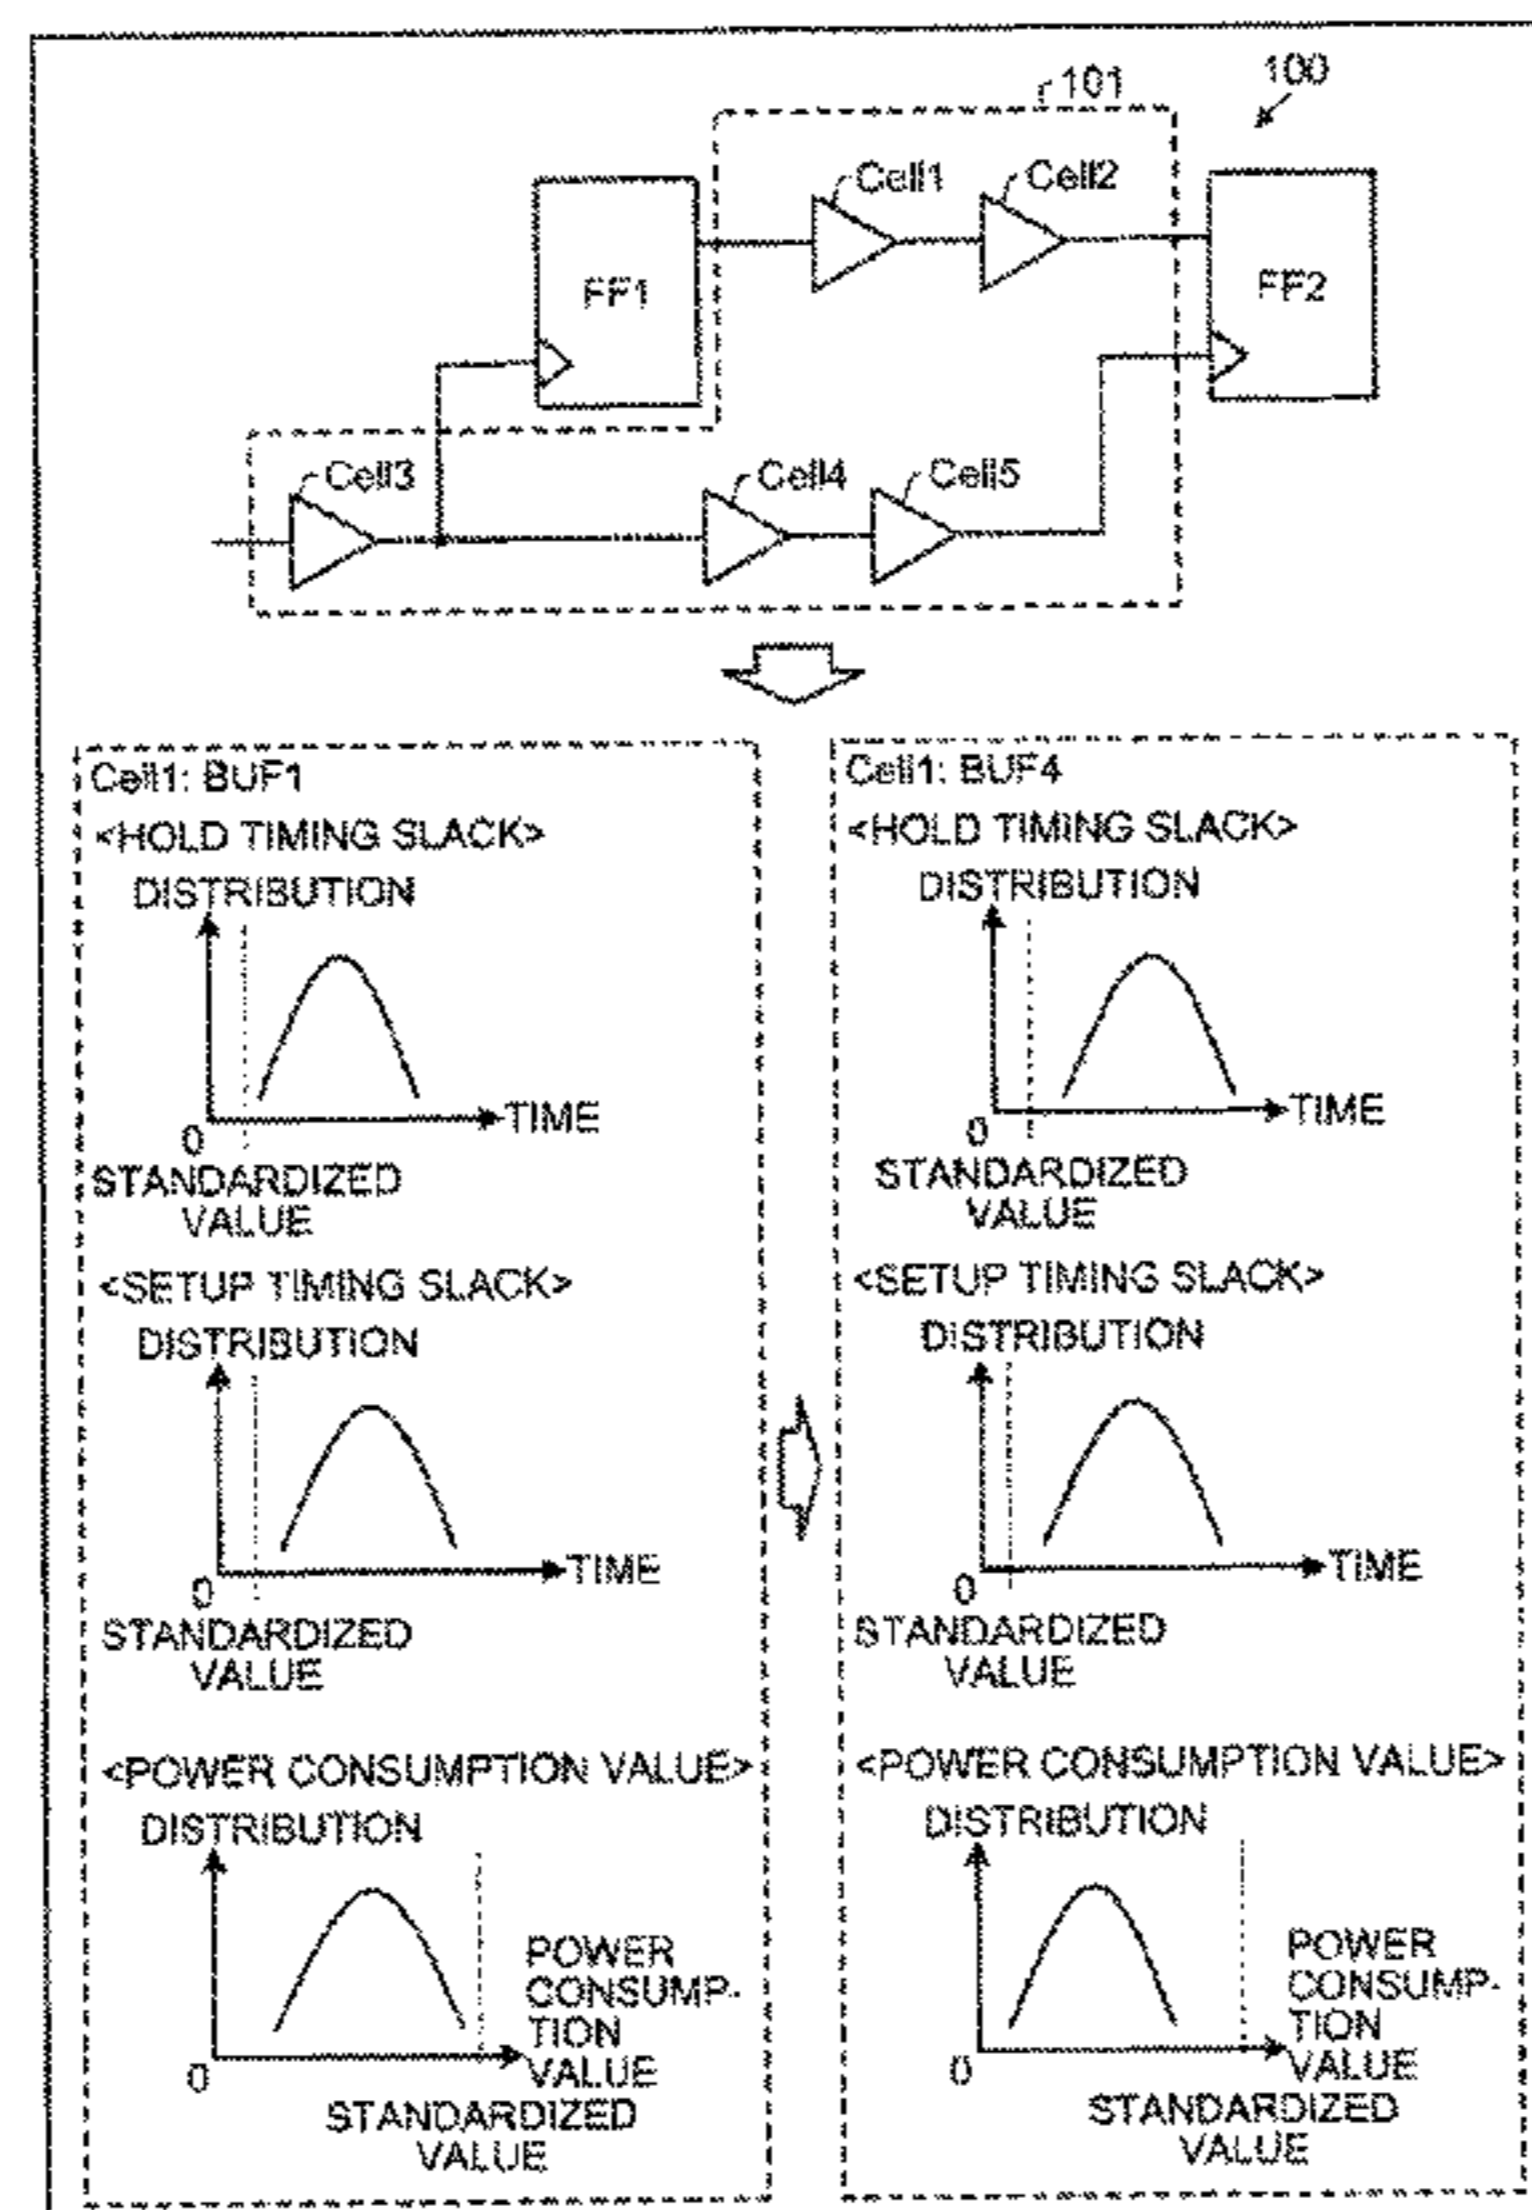 101
100
Cell1
Cell2
FF1
FF2
Cell3
Cell4
Cell5
Cell1: BUF1
<HOLD TIMING SLACK>
DISTRIBUTION
0
TIME
STANDARDIZED
VALUE
<SETUP TIMING SLACK>
DISTRIBUTION
0
TIME
STANDARDIZED
VALUE
<POWER CONSUMPTION VALUE>
DISTRIBUTION
0
POWER
CONSUMP-
TION
VALUE
STANDARDIZED
VALUE
Cell1: BUF4
<HOLD TIMING SLACK>
DISTRIBUTION
0
TIME
STANDARDIZED
VALUE
<SETUP TIMING SLACK>
DISTRIBUTION
0
TIME
STANDARDIZED
VALUE
<POWER CONSUMPTION VALUE>
DISTRIBUTION
0
POWER
CONSUMP-
TION
VALUE
STANDARDIZED
VALUE